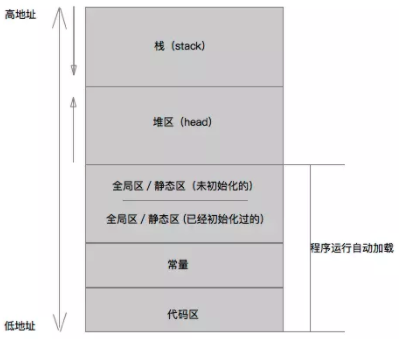 高地址
栈（stack）
堆区（head）
全局区 / 静态区（未初始化的）
全局区 / 静态区 (已经初始化过的）
程序运行自动加载
常量
代码区
低地址